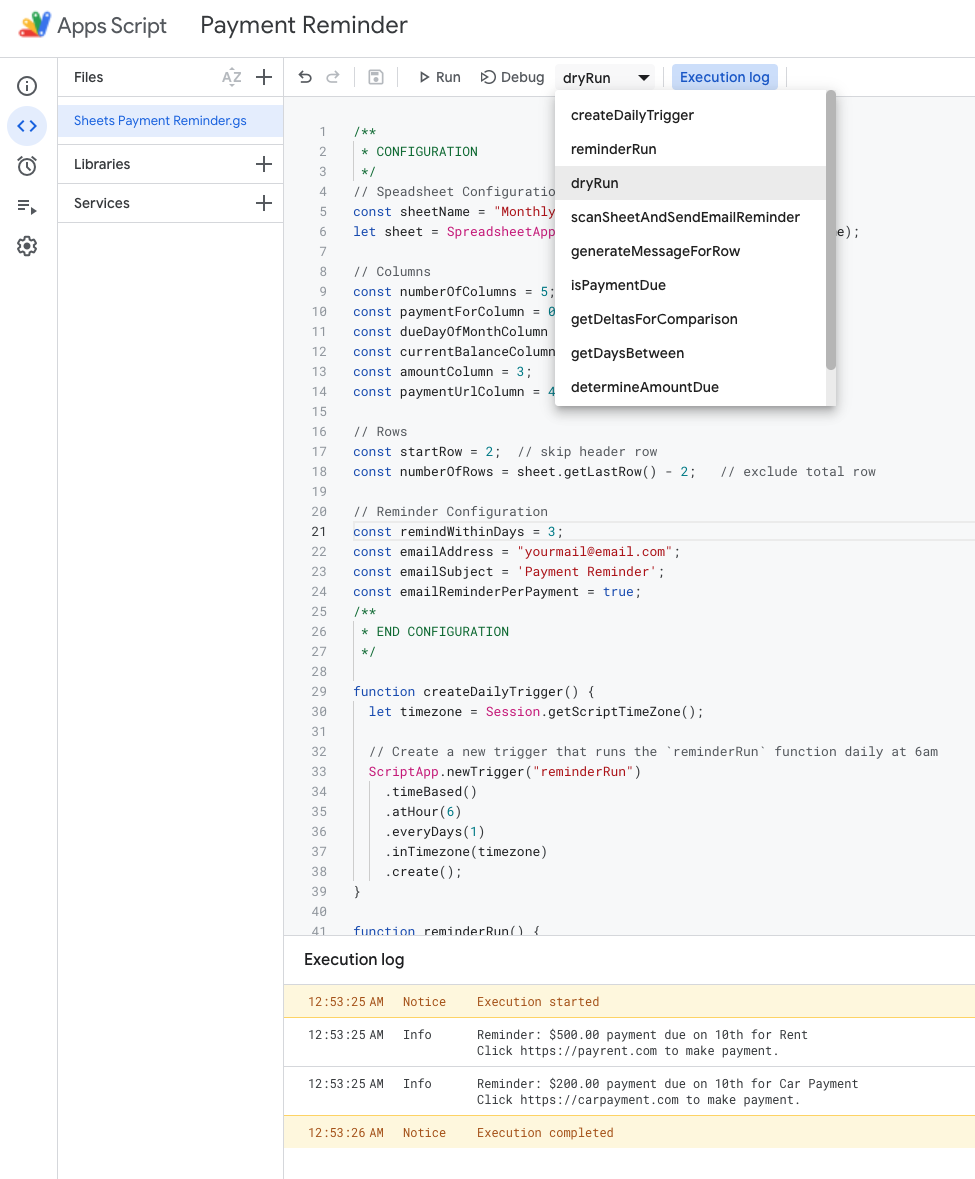 Apps Script
Payment Reminder
Files
AZ
Run
Debug
dryRun
Execution log
Sheets Payment Reminder.gs
Libraries
Services
createDailyTrigger
reminderRun
dryRun
scanSheetAndSendEmailReminder
generateMessageForRow
isPaymentDue
getDeltasForComparison
getDaysBetween
determineAmountDue
1 /**
2 * CONFIGURATION
3 */
4 // Speadsheet Configuratio
5 const sheetName = "Monthly
6 let sheet = SpreadsheetApp e);
7
8 // Columns
9 const numberOfColumns = 5;
10 const paymentForColumn = 0
11 const dueDayOfMonthColumn
12 const currentBalanceColumn
13 const amountColumn = 3;
14 const paymentUrlColumn = 4
15
16 // Rows
17 const startRow = 2;  // skip header row
18 const numberOfRows = sheet.getLastRow() - 2;   // exclude total row
19
20 // Reminder Configuration
21 const remindWithinDays = 3;
22 const emailAddress = "yourmail@email.com";
23 const emailSubject = 'Payment Reminder';
24 const emailReminderPerPayment = true;
25 /**
26 * END CONFIGURATION
27 */
28
29 function createDailyTrigger() {
30 let timezone = Session.getScriptTimeZone();
31
32 // Create a new trigger that runs the `reminderRun` function daily at 6am
33 ScriptApp.newTrigger("reminderRun")
34 .timeBased()
35 .atHour(6)
36 .everyDays(1)
37 .inTimezone(timezone)
38 .create();
39 }
40
41 function reminderRun() {
Execution log
12:53:25 AM Notice Execution started
12:53:25 AM Info Reminder: $500.00 payment due on 10th for Rent
Click https://payrent.com to make payment.
12:53:25 AM Info Reminder: $200.00 payment due on 10th for Car Payment
Click https://carpayment.com to make payment.
12:53:26 AM Notice Execution completed